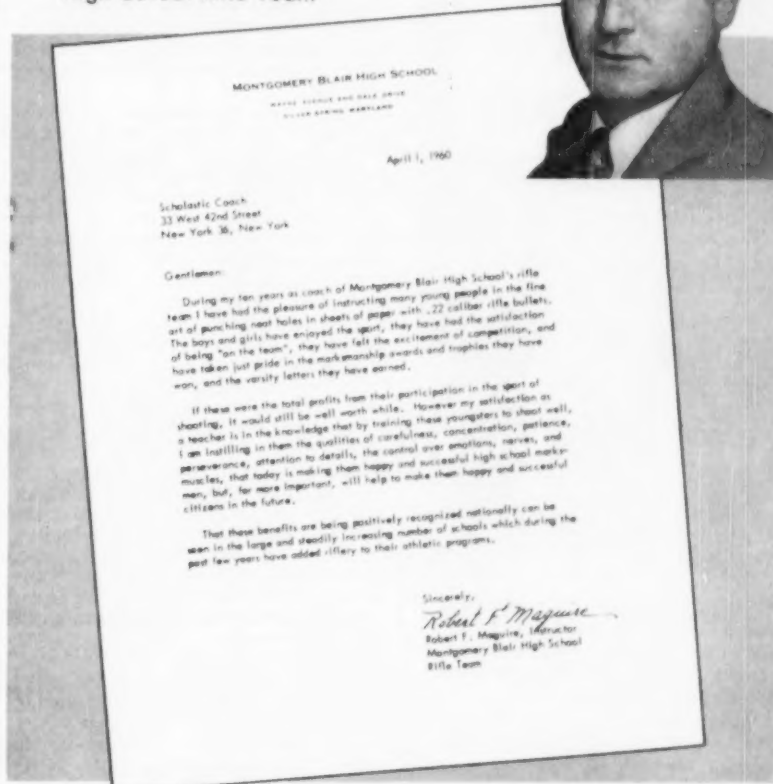 MONTGOMERY BLAIR HIGH SCHOOL
WAYNE AVENUE AND DALE DRIVE
SILVER SPRING, MARYLAND
April 1, 1960
Scholastic Coach
33 West 42nd Street
New York 36, New York
Gentlemen:
During my ten years as coach of Montgomery Blair High School's rifle
team I have had the pleasure of instructing many young people in the fine
art of punching neat holes in sheets of paper with .22 caliber rifle bullets.
The boys and girls have enjoyed the sport, they have had the satisfaction
of being "on the team", they have felt the excitement of competition, and
have taken just pride in the marksmanship awards and trophies they have
won, and the varsity letters they have earned.
If these were the total profits from their participation in the sport of
shooting, it would still be well worth while. However my satisfaction as
a teacher is in the knowledge that by training these youngsters to shoot well,
I am instilling in them the qualities of carefulness, concentration, patience,
perseverance, attention to details, the control over emotions, nerves, and
muscles, that today is making them happy and successful high school marks-
men, but, far more important, will help to make them happy and successful
citizens in the future.
That these benefits are being positively recognized nationally can be
seen in the large and steadily increasing number of schools which during the
past few years have added riflery to their athletic programs.
Sincerely,
Robert F. Maguire
Robert F. Maguire, Instructor
Montgomery Blair High School
Rifle Team